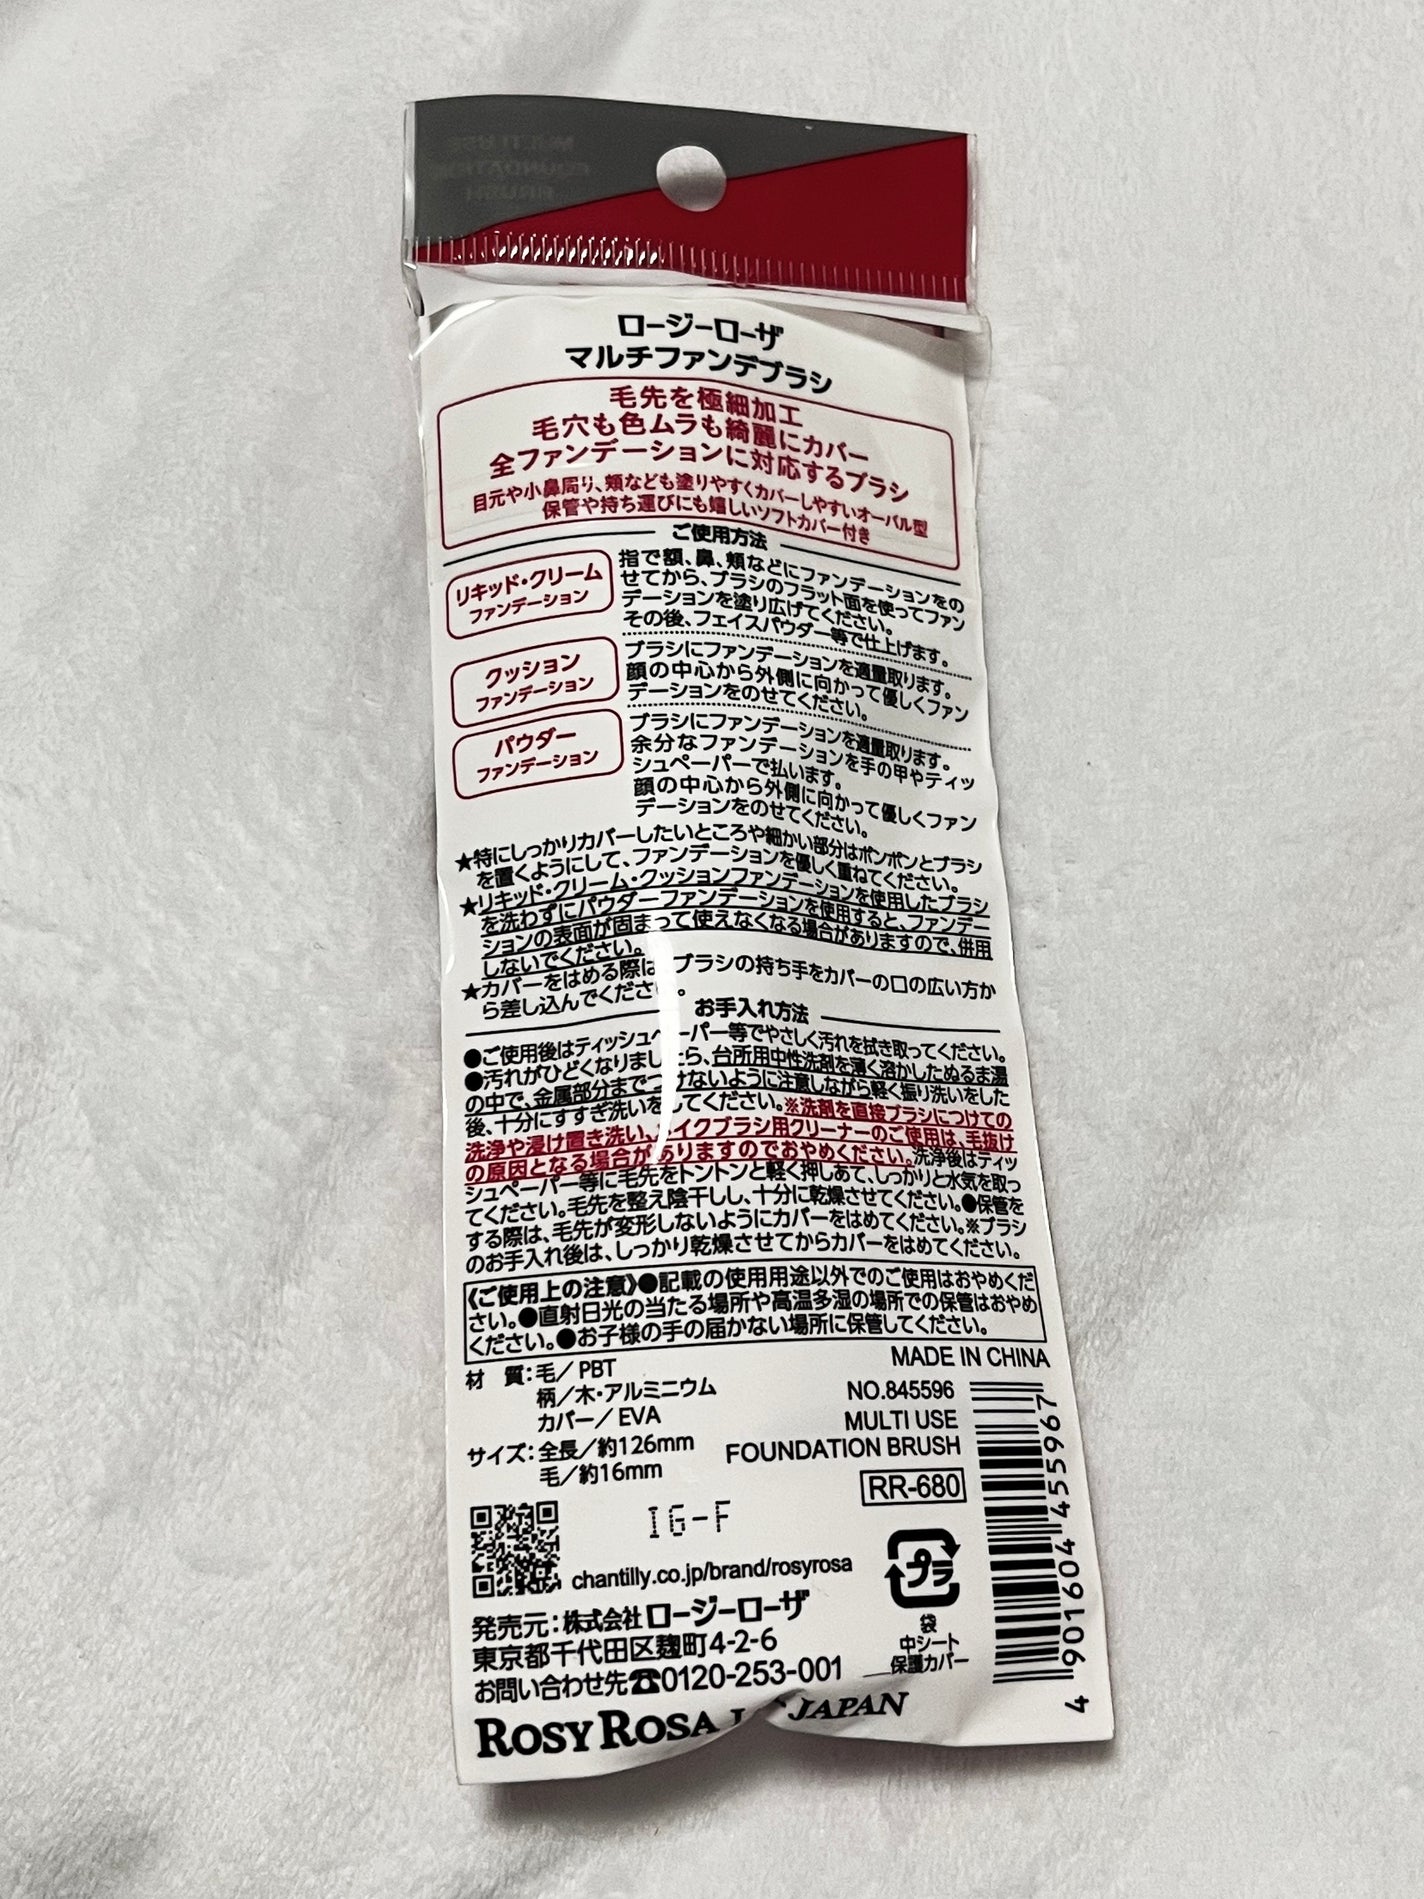 ロージーローザ
マルチファンデブラシ
毛先を極細加工
毛穴も色ムラも綺麗にカバー
全ファンデーションに対応するブラシ
目元や小鼻周り、頬なども塗りやすくカバーしやすいオーバル型
保管や持ち運びにも嬉しいソフトカバー付き
ご使用方法
リキッド・クリーム
ファンデーション
指で額、鼻、頬などにファンデーションをの
せてから、ブラシのフラット面を使ってファン
デーションを塗り広げてください。
その後、フェイスパウダー等で仕上げます。
クッション
ファンデーション
ブラシにファンデーションを適量取ります。
顔の中心から外側に向かって優しくファン
デーションをのせてください。
パウダー
ファンデーション
ブラシにファンデーションを適量取ります。
余分なファンデーションを手の甲やティッ
シュペーパーで払います。
顔の中心から外側に向かって優しくファン
デーションをのせてください。
★特にしっかりカバーしたいところや細かい部分はポンポンとブラシ
を置くようにして、ファンデーションを優しく重ねてください。
★リキッド・クリーム・クッションファンデーションを使用したブラシ
を洗わずにパウダーファンデーションを使用すると、ファンデー
ションの表面が固まって使えなくなる場合がありますので、併用
しないでください。
★カバーをはめる際は、ブラシの持ち手をカバーの口の広い方か
ら差し込んでください。
お手入れ方法
●ご使用後はティッシュペーパー等でやさしく汚れを拭き取ってください。
●汚れがひどくなりましたら、台所用中性洗剤を薄く溶かしたぬるま湯
の中で、金属部分までつけないように注意しながら軽く振り洗いをした
後、十分にすすぎ洗いをしてください。※洗剤を直接ブラシにつけての
洗浄や浸け置き洗い、メイクブラシ用クリーナーのご使用は、毛抜け
の原因となる場合がありますのでおやめください。洗浄後はティッ
シュペーパー等に毛先をトントンと軽く押しあて、しっかりと水気を取っ
てください。毛先を整え陰干しし、十分に乾燥させてください。●保管を
する際は、毛先が変形しないようにカバーをはめてください。※ブラシ
のお手入れ後は、しっかり乾燥させてからカバーをはめてください。
《ご使用上の注意》●記載の使用用途以外でのご使用はおやめくだ
さい。●直射日光の当たる場所や高温多湿の場所での保管はおやめ
ください。●お子様の手の届かない場所に保管してください。
材 質：毛／PBT
柄／木・アルミニウム
カバー／EVA
サイズ：全長／約126mm
毛／約16mm
MADE IN CHINA
NO.845596
MULTI USE
FOUNDATION BRUSH
RR-680
IG-F
chantilly.co.jp/brand/rosyrosa
発売元：株式会社ロージーローザ
東京都千代田区麹町4-2-6
お問い合わせ先☎0120-253-001
プラ
袋
中シート
保護カバー
4 901604 455967
ROSY ROSA JAPAN